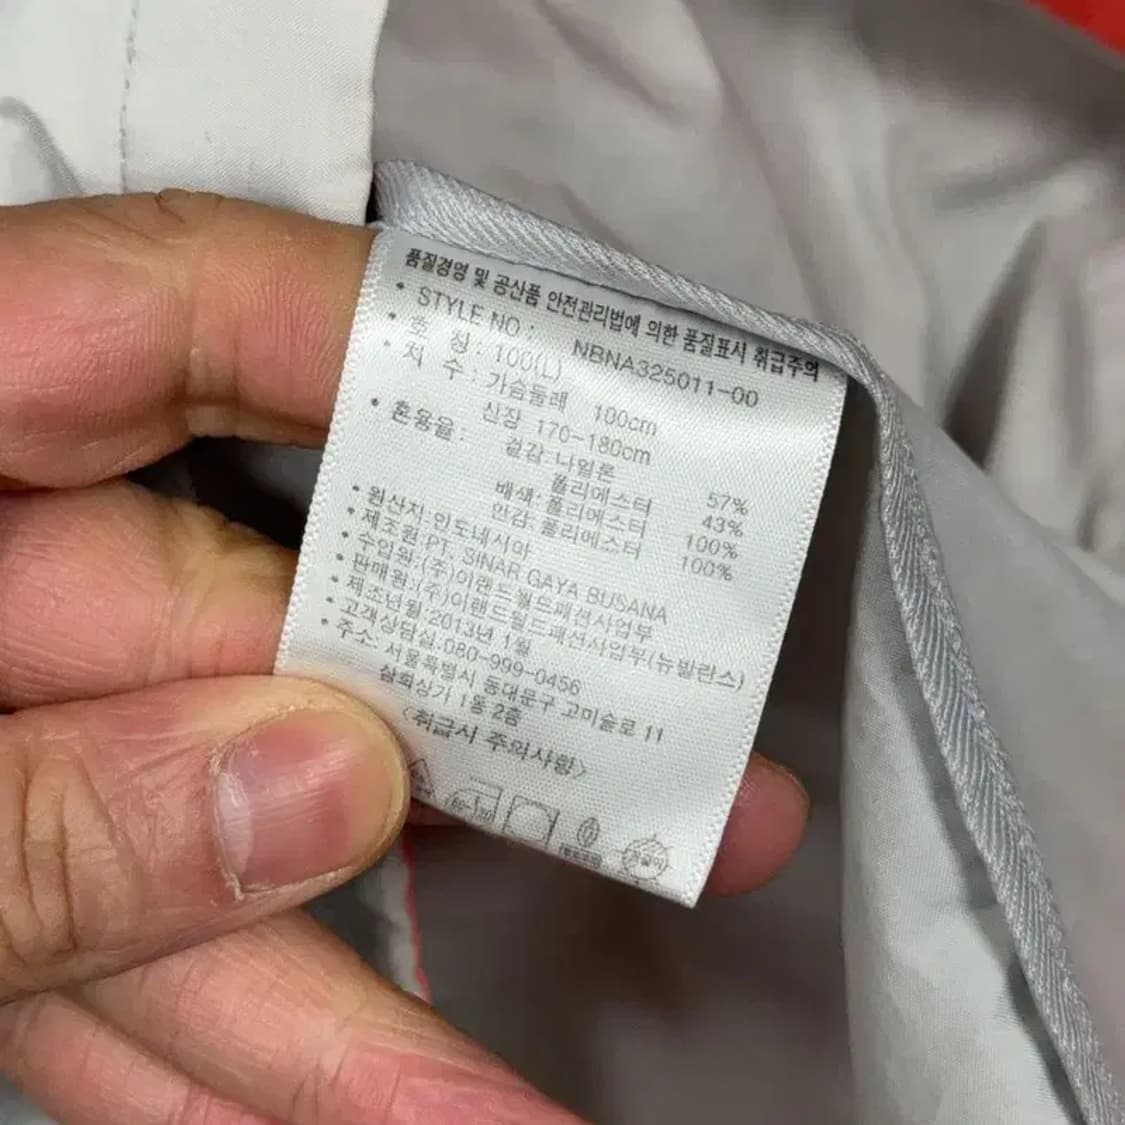 품질경영 및 공산품 안전관리법에 의한 품질표시 취급주의
* STYLE NO : NBNA325011-00
* 호 칭 : 100(L)
* 치 수 : 가슴둘레 100cm
신장 170-180cm
* 혼용율 : 겉감:나일론 57%
폴리에스터 43%
배색:폴리에스터 100%
안감:폴리에스터 100%
* 원산지:인도네시아
* 제조원:PT. SINAR GAYA BUSANA
* 수입원:(주)이랜드월드패션사업부
* 판매원:(주)이랜드월드패션사업부(뉴발란스)
* 제조년월:2013년 1월
* 고객상담실:080-999-0456
* 주소: 서울특별시 동대문구 고미술로 11
삼희상가 1동 2층
<취급시 주의사항>